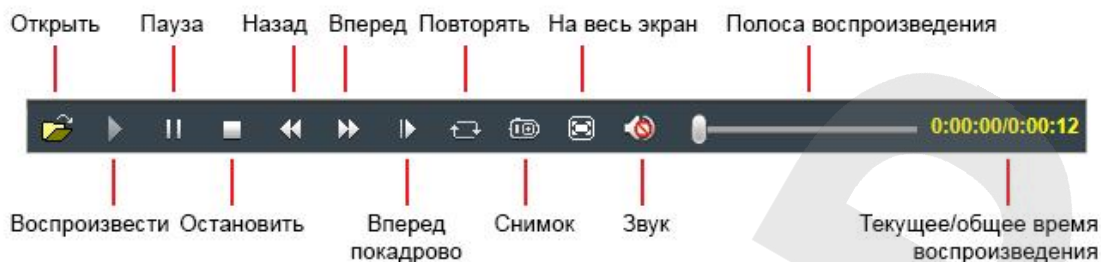 Открыть Пауза Назад Вперед Повторять На весь экран Полоса воспроизведения
0:00:00/0:00:12
Воспроизвести Остановить Вперед покадрово Снимок Звук Текущее/общее время воспроизведения